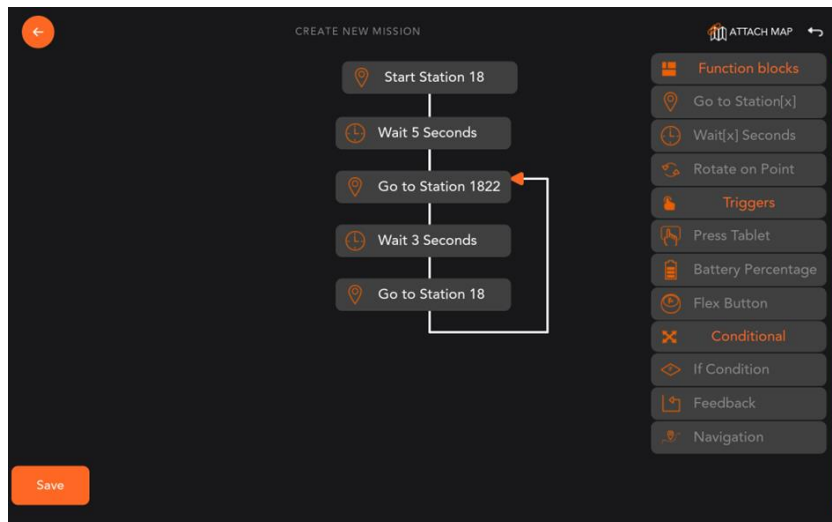 CREATE NEW MISSION
ATTACH MAP
Start Station 18
Wait 5 Seconds
Go to Station 1822
Wait 3 Seconds
Go to Station 18
Function blocks
Go to Station[x]
Wait[x] Seconds
Rotate on Point
Triggers
Press Tablet
Battery Percentage
Flex Button
Conditional
If Condition
Feedback
Navigation
Save